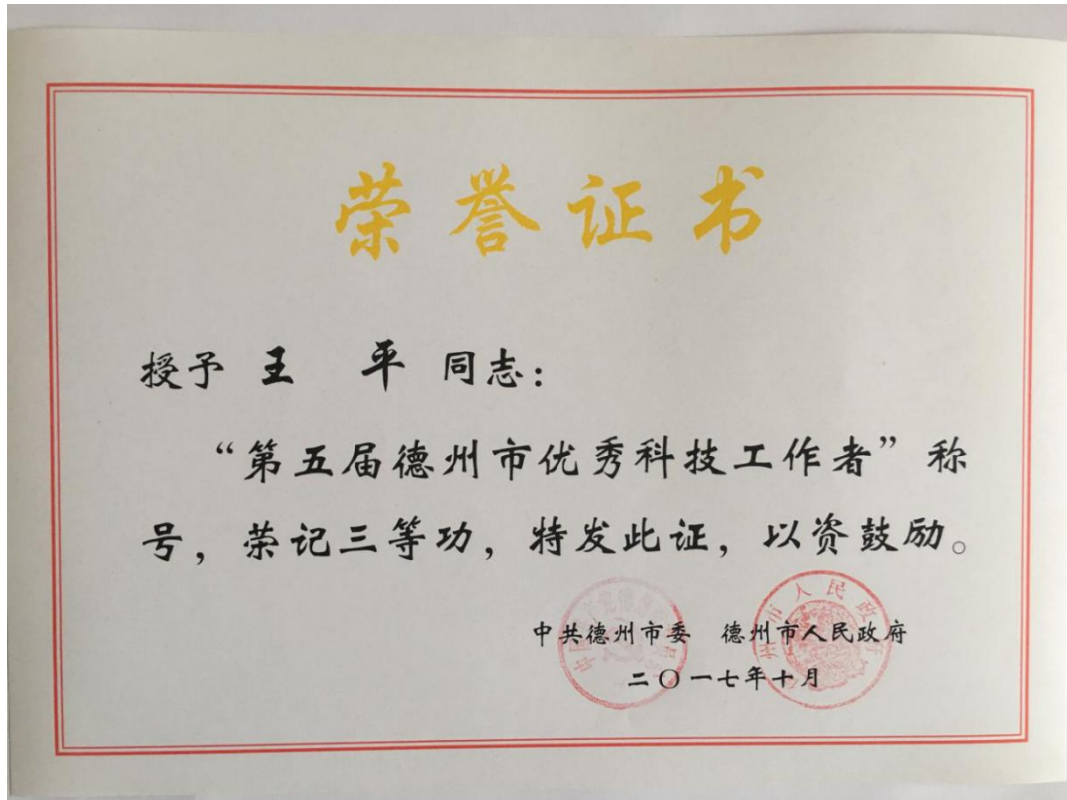 荣誉证书
授予 王 平 同志：
“第五届德州市优秀科技工作者”称
号，荣记三等功，特发此证，以资鼓励。
中共德州市委 德州市人民政府
二〇一七年十月